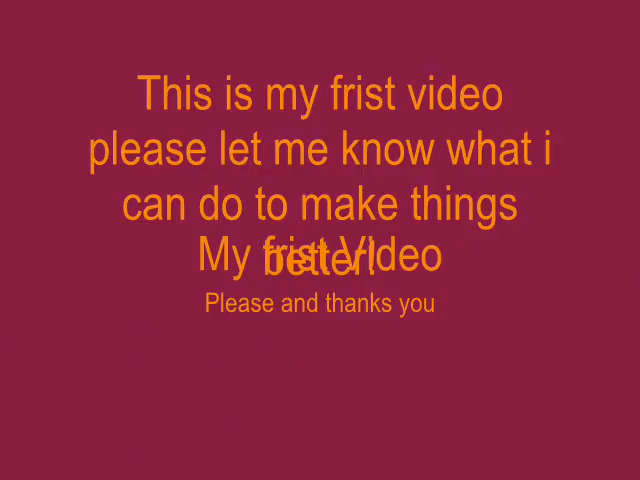 This is my frist video
please let me know what i
can do to make things
better!
My frist VIdeo
Please and thanks you